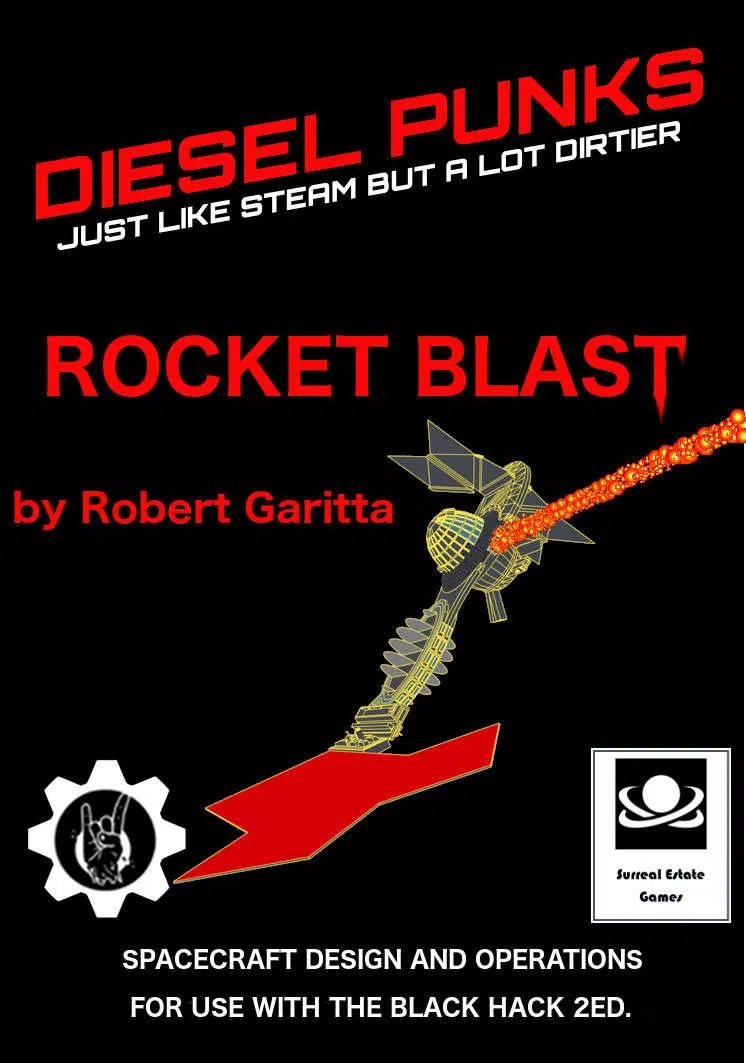 DIESEL PUNKS
JUST LIKE STEAM BUT A LOT DIRTIER
ROCKET BLAST
by Robert Garitta
Surreal Estate
Games
SPACECRAFT DESIGN AND OPERATIONS
FOR USE WITH THE BLACK HACK 2ED.